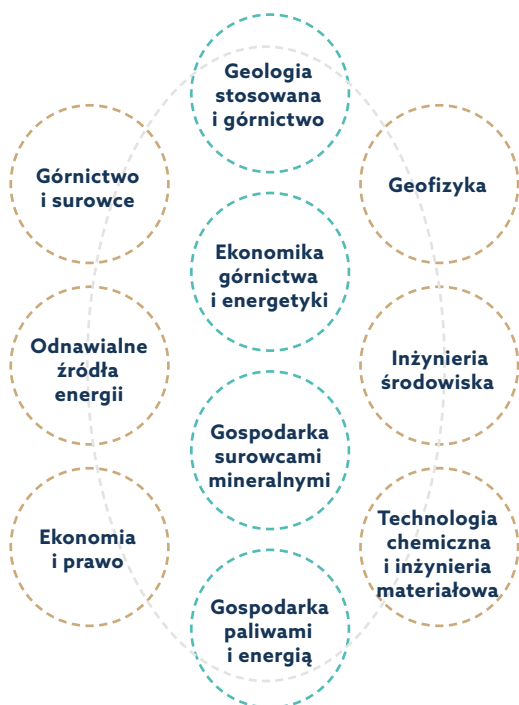 Geologia
stosowana
i górnictwo
Górnictwo
i surowce
Geofizyka
Ekonomika
górnictwa
i energetyki
Odnawialne
źródła
energii
Inżynieria
środowiska
Gospodarka
surowcami
mineralnymi
Ekonomia
i prawo
Technologia
chemiczna
i inżynieria
materiałowa
Gospodarka
paliwami
i energią